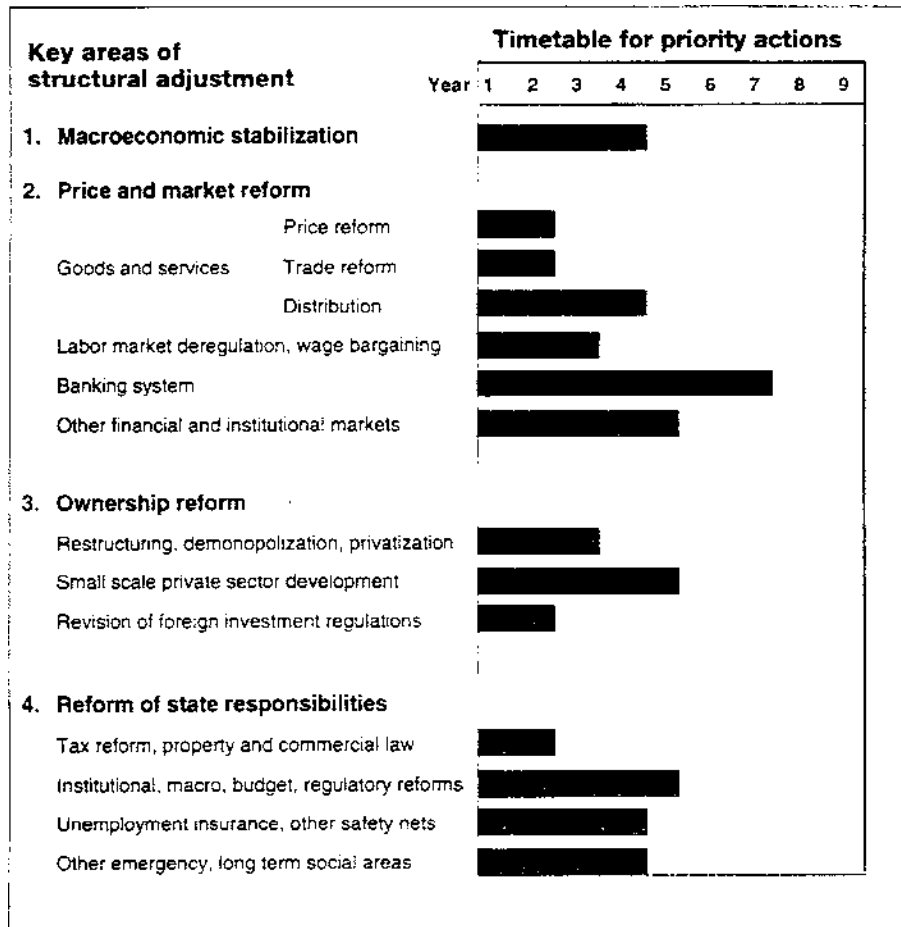 Key areas of
structural adjustment
Timetable for priority actions
Year 1 2 3 4 5 6 7 8 9
1. Macroeconomic stabilization
2. Price and market reform
Price reform
Goods and services Trade reform
Distribution
Labor market deregulation, wage bargaining
Banking system
Other financial and institutional markets
3. Ownership reform
Restructuring, demonopolization, privatization
Small scale private sector development
Revision of foreign investment regulations
4. Reform of state responsibilities
Tax reform, property and commercial law
Institutional, macro, budget, regulatory reforms
Unemployment insurance, other safety nets
Other emergency, long term social areas